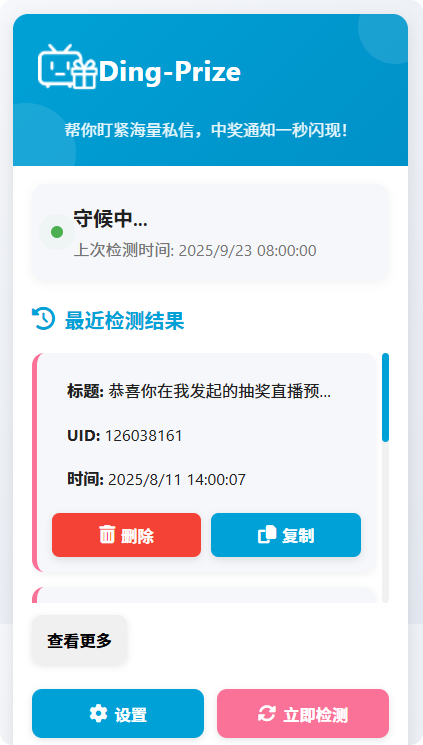 Ding-Prize
帮你盯紧海量私信，中奖通知一秒闪现！
守候中...
上次检测时间: 2025/9/23 08:00:00
最近检测结果
标题: 恭喜你在我发起的抽奖直播预...
UID: 126038161
时间: 2025/8/11 14:00:07
删除 复制
查看更多
设置 立即检测